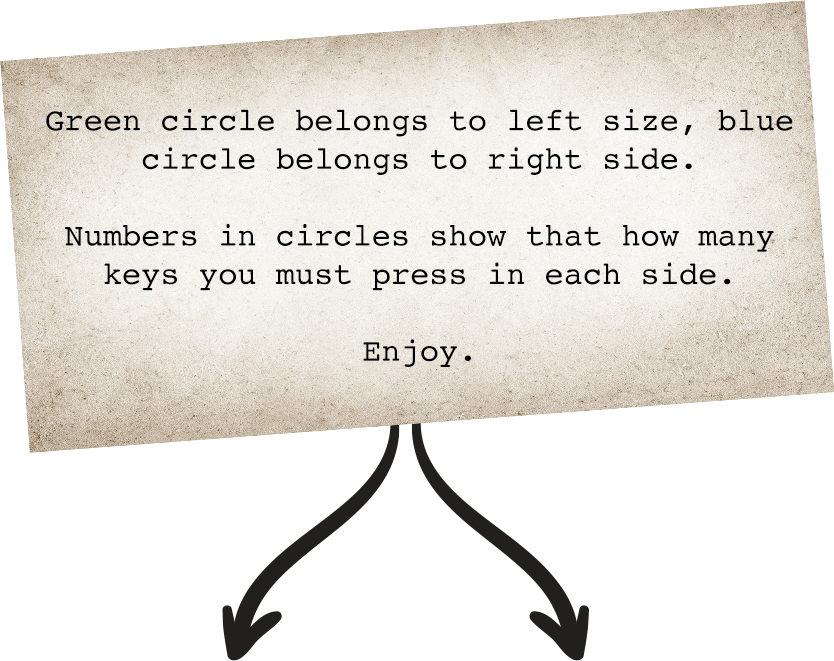 Green circle belongs to left size, blue
circle belongs to right side.
Numbers in circles show that how many
keys you must press in each side.
Enjoy.